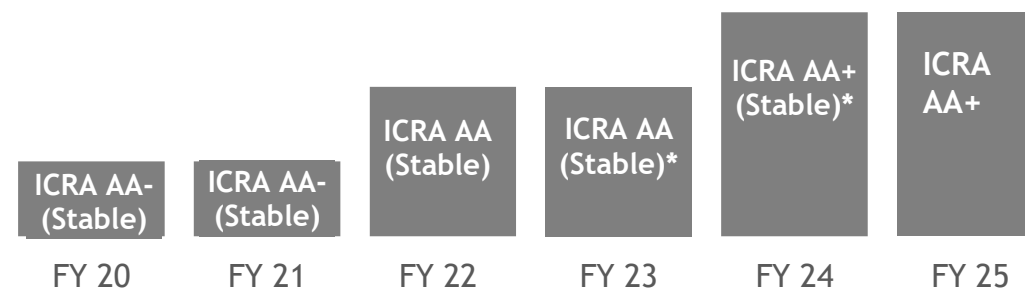 ICRA AA-
(Stable)
ICRA AA-
(Stable)
ICRA AA
(Stable)
ICRA AA
(Stable)*
ICRA AA+
(Stable)*
ICRA
AA+
FY 20
FY 21
FY 22
FY 23
FY 24
FY 25